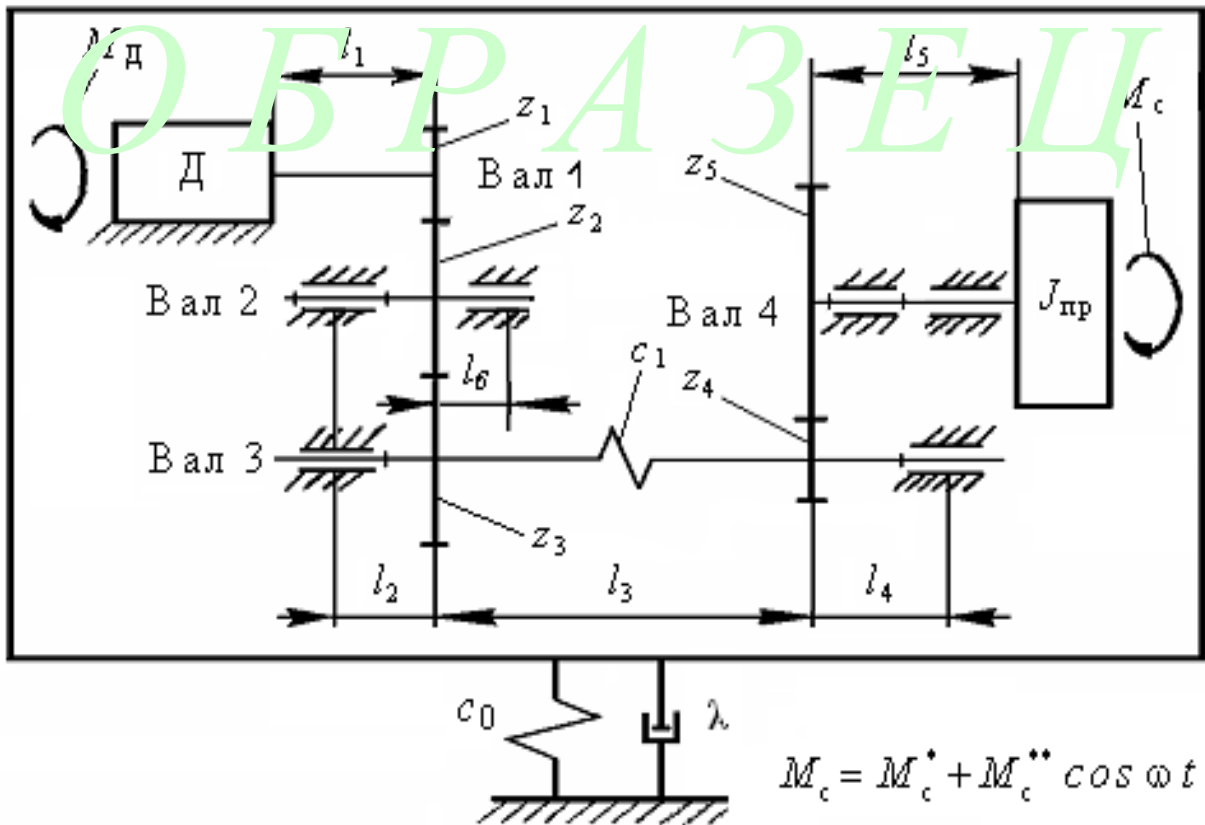 ОБРАЗЕЦ
M_Д
l_1
l_5
M_c
z_1
Д
Вал 1
z_5
z_2
Вал 2
Вал 4
J_пр
c_1
l_6
z_4
Вал 3
z_3
l_2
l_3
l_4
c_0
λ
M_c = M_c^• + M_c^•• cos ω t